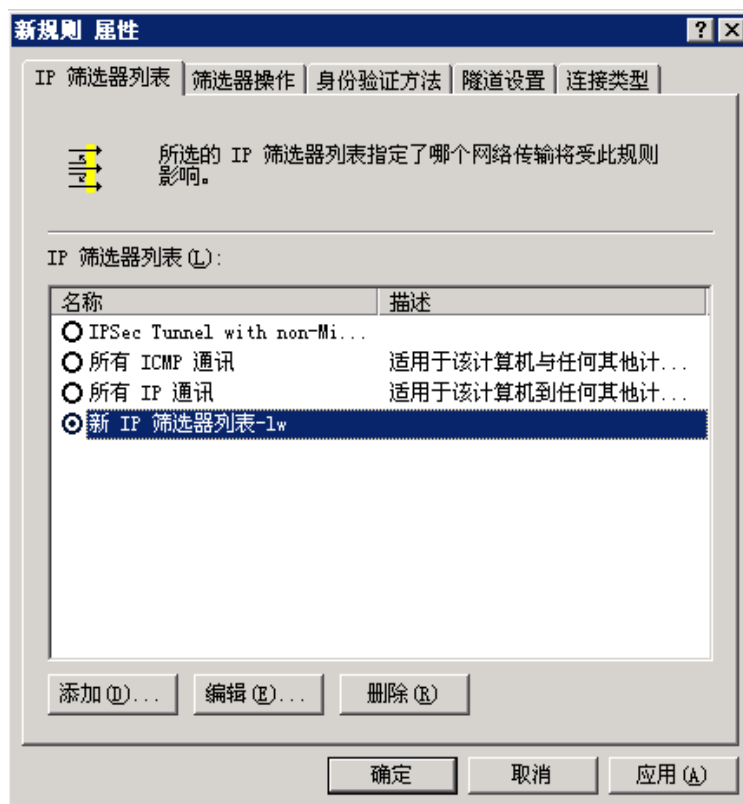 新规则 属性
IP 筛选器列表 筛选器操作 身份验证方法 隧道设置 连接类型
所选的 IP 筛选器列表指定了哪个网络传输将受此规则
影响。
IP 筛选器列表(L):
名称 描述
IPSec Tunnel with non-Mi...
所有 ICMP 通讯 适用于该计算机与任何其他计...
所有 IP 通讯 适用于该计算机到任何其他计...
新 IP 筛选器列表-lw
添加(D)... 编辑(E)... 删除(R)
确定 取消 应用(A)